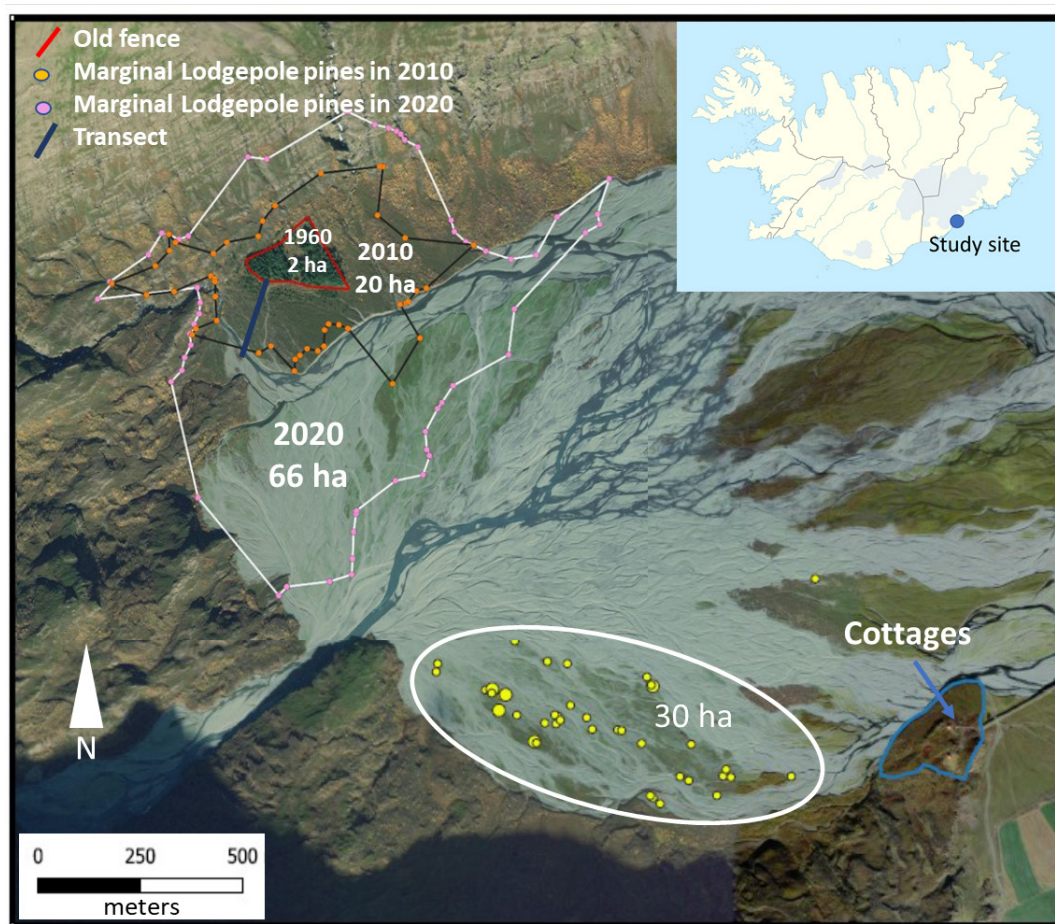 Old fence
Marginal Lodgepole pines in 2010
Marginal Lodgepole pines in 2020
Transect
Study site
1960
2 ha
2010
20 ha
2020
66 ha
Cottages
30 ha
N
0 250 500
meters